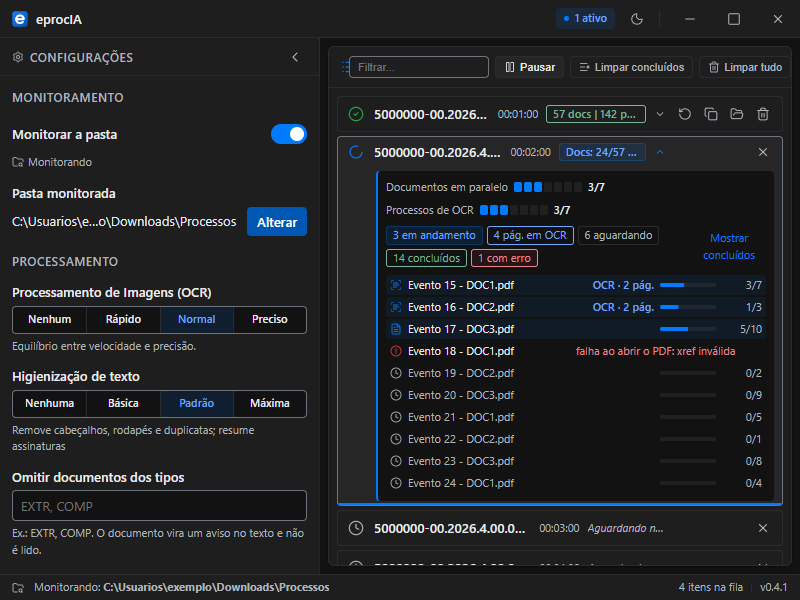 eprocIA
1 ativo
CONFIGURAÇÕES
MONITORAMENTO
Monitorar a pasta
Monitorando
Pasta monitorada
C:\Usuarios\e...o\Downloads\Processos
Alterar
PROCESSAMENTO
Processamento de Imagens (OCR)
Nenhum Rápido Normal Preciso
Equilíbrio entre velocidade e precisão.
Higienização de texto
Nenhuma Básica Padrão Máxima
Remove cabeçalhos, rodapés e duplicatas; resume
assinaturas
Omitir documentos dos tipos
EXTR, COMP
Ex.: EXTR, COMP. O documento vira um aviso no texto e não
é lido.
Filtrar...
Pausar
Limpar concluídos
Limpar tudo
5000000-00.2026... 00:01:00 57 docs | 142 p...
5000000-00.2026.4.... 00:02:00 Docs: 24/57 ...
Documentos em paralelo 3/7
Processos de OCR 3/7
3 em andamento 4 pág. em OCR 6 aguardando
14 concluídos 1 com erro
Mostrar
concluídos
Evento 15 - DOC1.pdf OCR · 2 pág. 3/7
Evento 16 - DOC2.pdf OCR · 2 pág. 1/3
Evento 17 - DOC3.pdf 5/10
Evento 18 - DOC1.pdf falha ao abrir o PDF: xref inválida
Evento 19 - DOC2.pdf 0/2
Evento 20 - DOC3.pdf 0/9
Evento 21 - DOC1.pdf 0/5
Evento 22 - DOC2.pdf 0/1
Evento 23 - DOC3.pdf 0/8
Evento 24 - DOC1.pdf 0/4
5000000-00.2026.4.00.0... 00:03:00 Aguardando n...
Monitorando: C:\Usuarios\exemplo\Downloads\Processos
4 itens na fila
v0.4.1